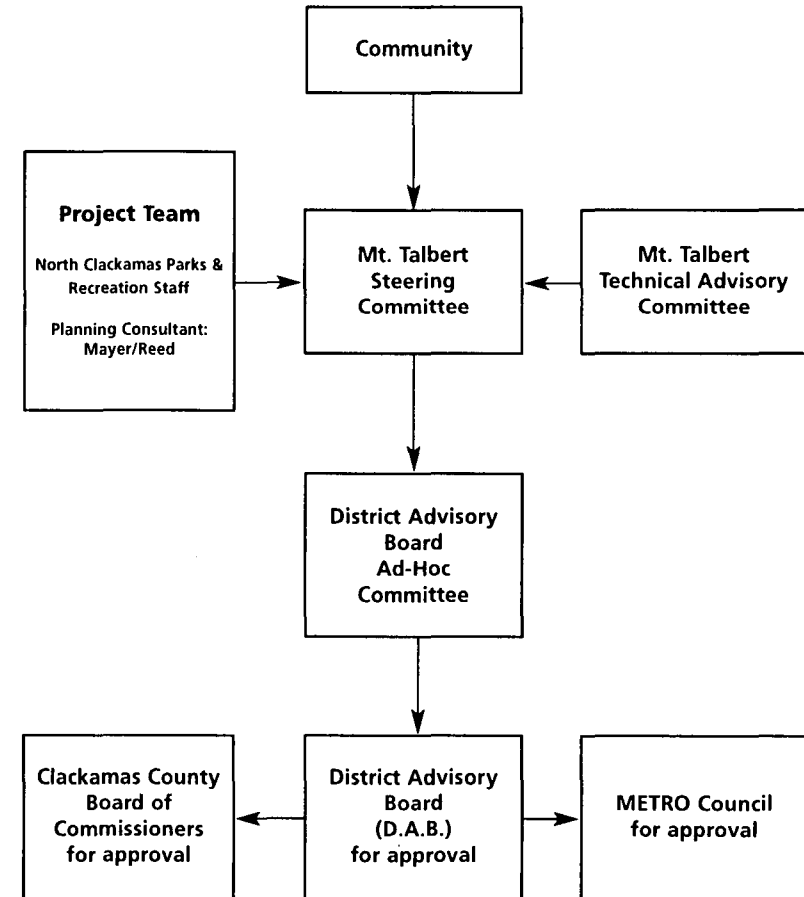 Community
Project Team
North Clackamas Parks &
Recreation Staff
Planning Consultant:
Mayer/Reed
Mt. Talbert
Steering
Committee
Mt. Talbert
Technical Advisory
Committee
District Advisory
Board
Ad-Hoc
Committee
Clackamas County
Board of
Commissioners
for approval
District Advisory
Board
(D.A.B.)
for approval
METRO Council
for approval